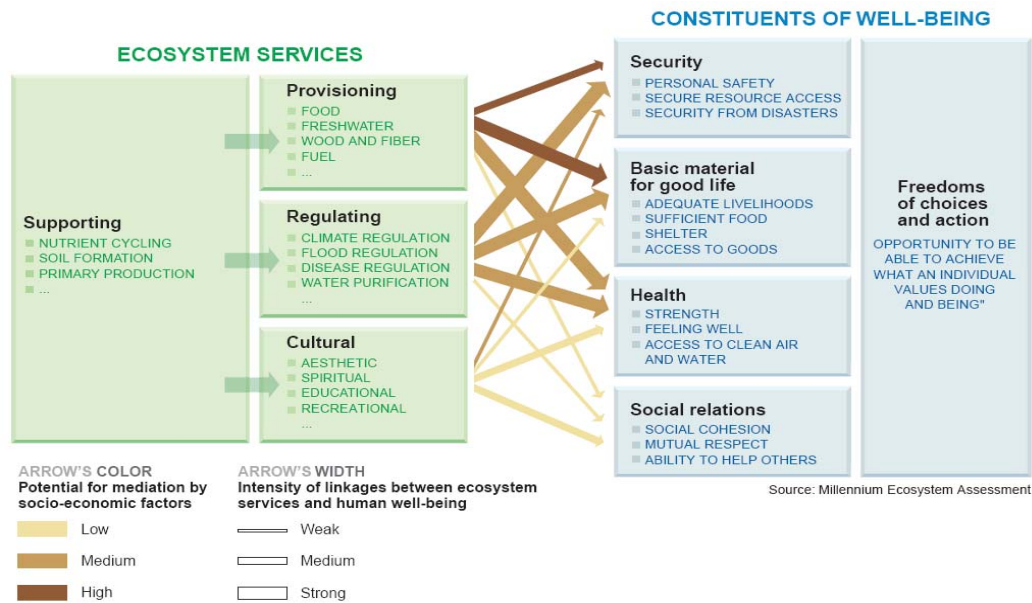 ECOSYSTEM SERVICES
Supporting
NUTRIENT CYCLING
SOIL FORMATION
PRIMARY PRODUCTION
...
Provisioning
FOOD
FRESHWATER
WOOD AND FIBER
FUEL
...
Regulating
CLIMATE REGULATION
FLOOD REGULATION
DISEASE REGULATION
WATER PURIFICATION
...
Cultural
AESTHETIC
SPIRITUAL
EDUCATIONAL
RECREATIONAL
...
CONSTITUENTS OF WELL-BEING
Security
PERSONAL SAFETY
SECURE RESOURCE ACCESS
SECURITY FROM DISASTERS
Basic material
for good life
ADEQUATE LIVELIHOODS
SUFFICIENT FOOD
SHELTER
ACCESS TO GOODS
Health
STRENGTH
FEELING WELL
ACCESS TO CLEAN AIR
AND WATER
Social relations
SOCIAL COHESION
MUTUAL RESPECT
ABILITY TO HELP OTHERS
Freedoms
of choices
and action
OPPORTUNITY TO BE
ABLE TO ACHIEVE
WHAT AN INDIVIDUAL
VALUES DOING
AND BEING"
Source: Millennium Ecosystem Assessment
ARROW'S COLOR
Potential for mediation by
socio-economic factors
Low
Medium
High
ARROW'S WIDTH
Intensity of linkages between ecosystem
services and human well-being
Weak
Medium
Strong